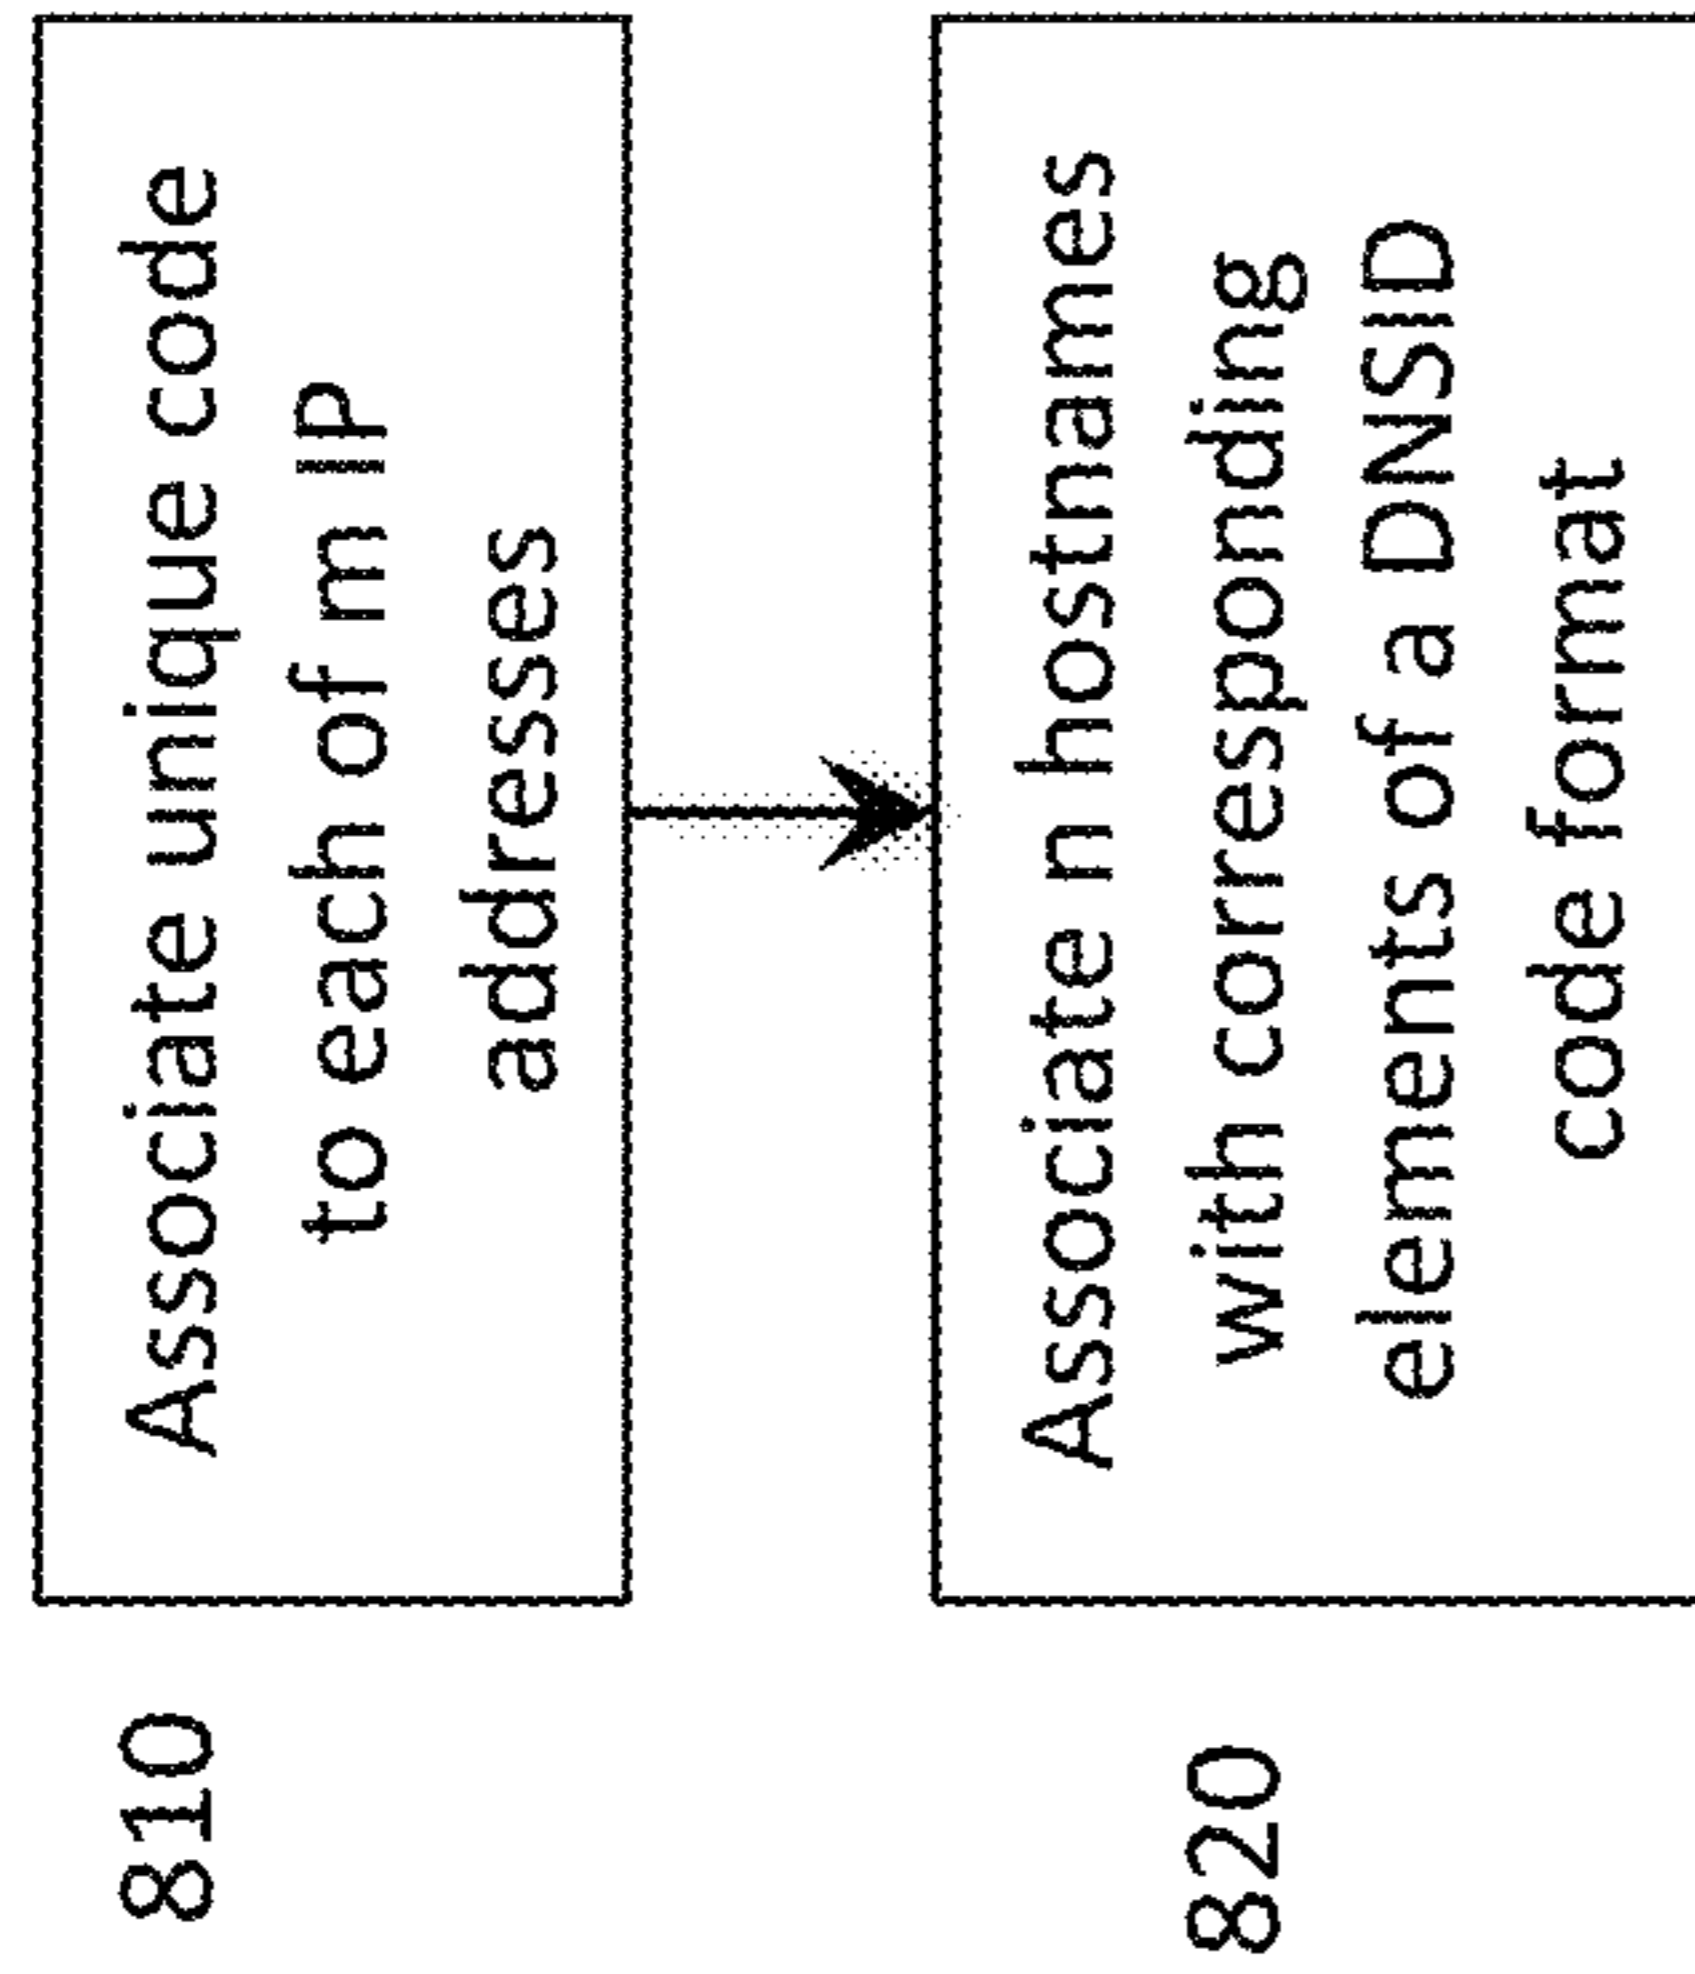 810
Associate unique code
to each of m IP
addresses
820
Associate n hostnames
with corresponding
elements of a DNSID
code format